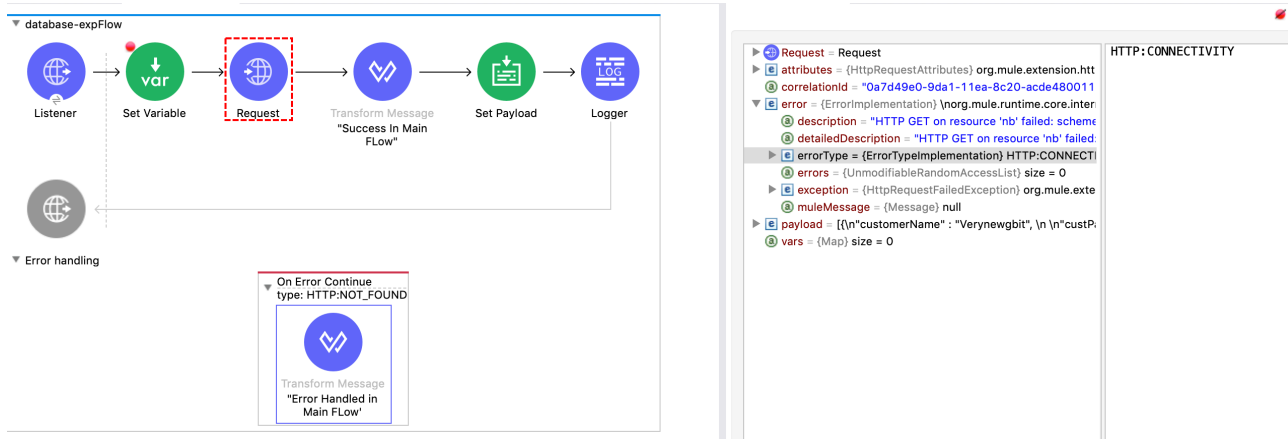 database-expFlow
var
LOG
Listener
Set Variable
Request
Transform Message
"Success In Main
FLow"
Set Payload
Logger
Error handling
On Error Continue
type: HTTP:NOT_FOUND
Transform Message
"Error Handled in
Main FLow'
Request = Request
attributes = {HttpRequestAttributes} org.mule.extension.htt
correlationId = "0a7d49e0-9da1-11ea-8c20-acde480011
error = {ErrorImplementation} \norg.mule.runtime.core.inter
description = "HTTP GET on resource 'nb' failed: scheme
detailedDescription = "HTTP GET on resource 'nb' failed:
errorType = {ErrorTypeImplementation} HTTP:CONNECTI
errors = {UnmodifiableRandomAccessList} size = 0
exception = {HttpRequestFailedException} org.mule.exte
muleMessage = {Message} null
payload = [{\n"customerName" : "Verynewgbit", \n \n"custPa
vars = {Map} size = 0
HTTP:CONNECTIVITY